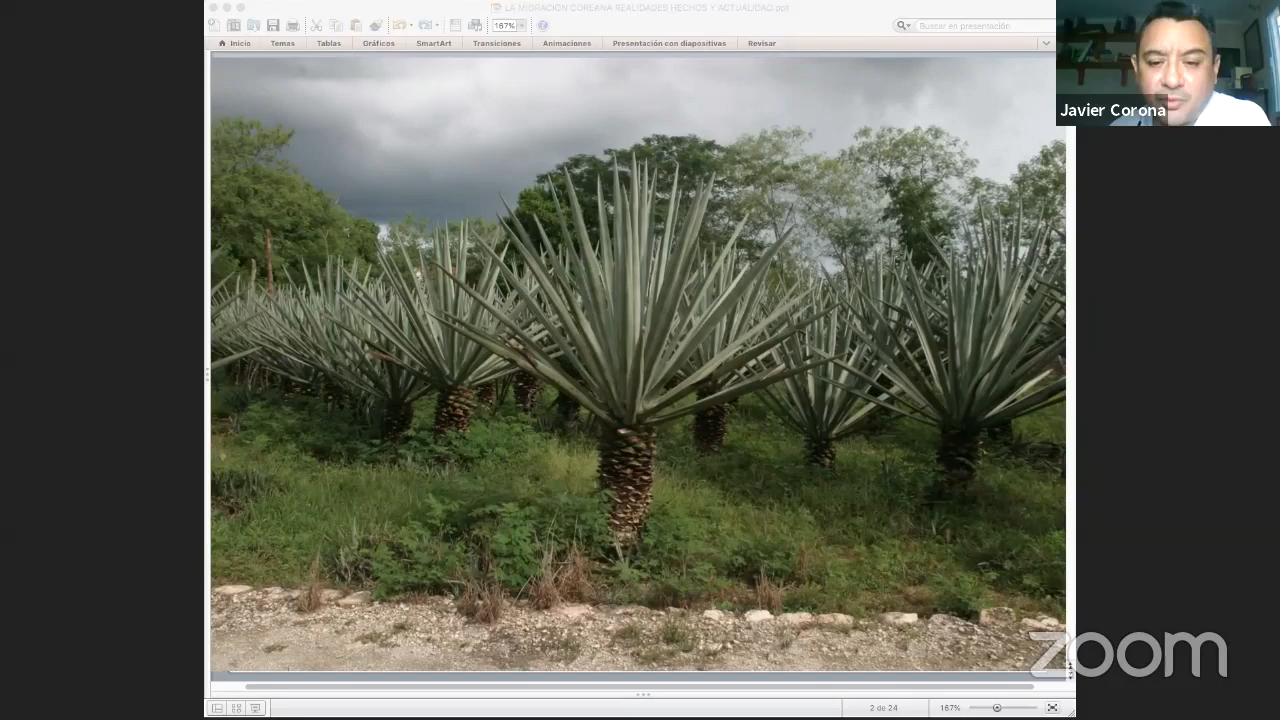 LA MIGRACION COREANA REALIDADES HECHOS Y ACTUALIDAD.ppt
167%
Buscar en presentación
Inicio
Temas
Tablas
Gráficos
SmartArt
Transiciones
Animaciones
Presentación con diapositivas
Revisar
Javier Corona
zoom
2 de 24
167%